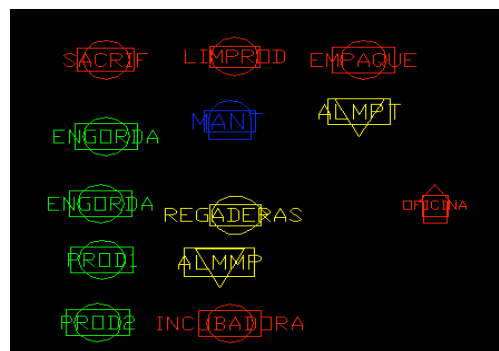 SACRIF LIMPROD EMPAQUE
ENGORDA MANT ALMPT
ENGORDA REGADERAS OFICINA
PROD1 ALMMP
PROD2 INCUBADORA